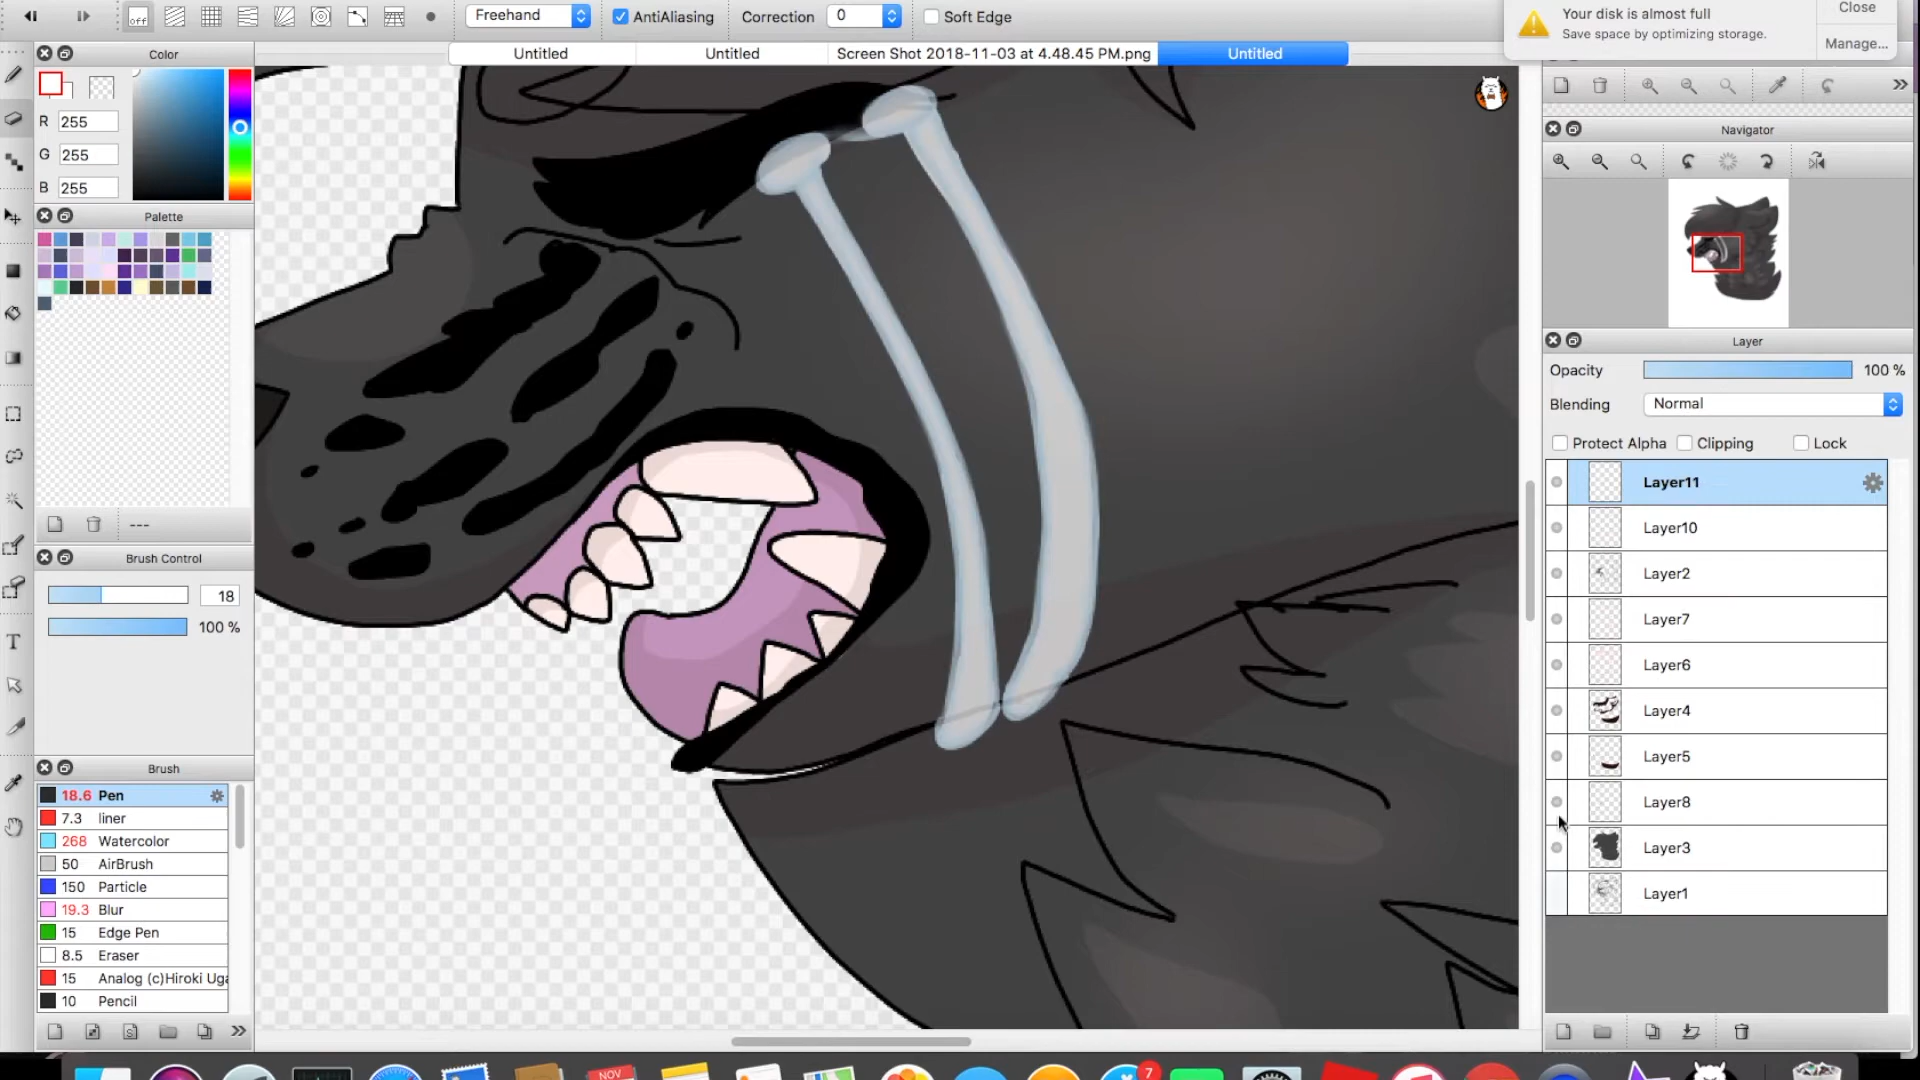 off
Freehand
AntiAliasing
Correction
0
Soft Edge
Your disk is almost full
Save space by optimizing storage.
Close
Manage...
Untitled
Untitled
Screen Shot 2018-11-03 at 4.48.45 PM.png
Untitled
Color
R 255
G 255
B 255
Palette
---
Brush Control
18
100 %
Brush
18.6 Pen
7.3 liner
268 Watercolor
50 AirBrush
150 Particle
19.3 Blur
15 Edge Pen
8.5 Eraser
15 Analog (c)Hiroki Uga
10 Pencil
Navigator
Layer
Opacity 100 %
Blending Normal
Protect Alpha Clipping Lock
Layer11
Layer10
Layer2
Layer7
Layer6
Layer4
Layer5
Layer8
Layer3
Layer1
T
S
NOV
7